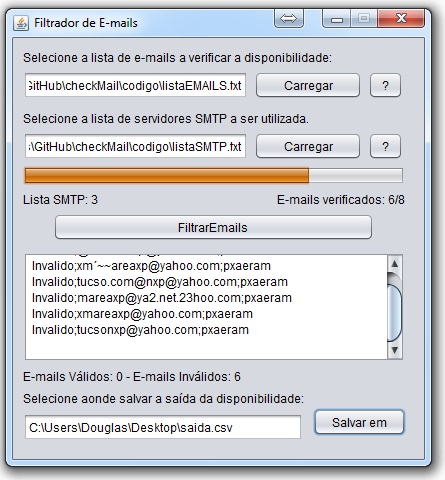 Filtrador de E-mails
Selecione a lista de e-mails a verificar a disponibilidade:
GitHub\checkMail\codigo\listaEMAILS.txt Carregar ?
Selecione a lista de servidores SMTP a ser utilizada.
\GitHub\checkMail\codigo\listaSMTP.txt Carregar ?
Lista SMTP: 3 E-mails verificados: 6/8
FiltrarEmails
Invalido;xm´~~areaxp@yahoo.com;pxaeram
Invalido;tucso.com@nxp@yahoo.com;pxaeram
Invalido;mareaxp@ya2.net.23hoo.com;pxaeram
Invalido;xmareaxp@yahoo.com;pxaeram
Invalido;tucsonxp@yahoo.com;pxaeram
E-mails Válidos: 0 - E-mails Inválidos: 6
Selecione aonde salvar a saída da disponibilidade:
C:\Users\Douglas\Desktop\saida.csv Salvar em